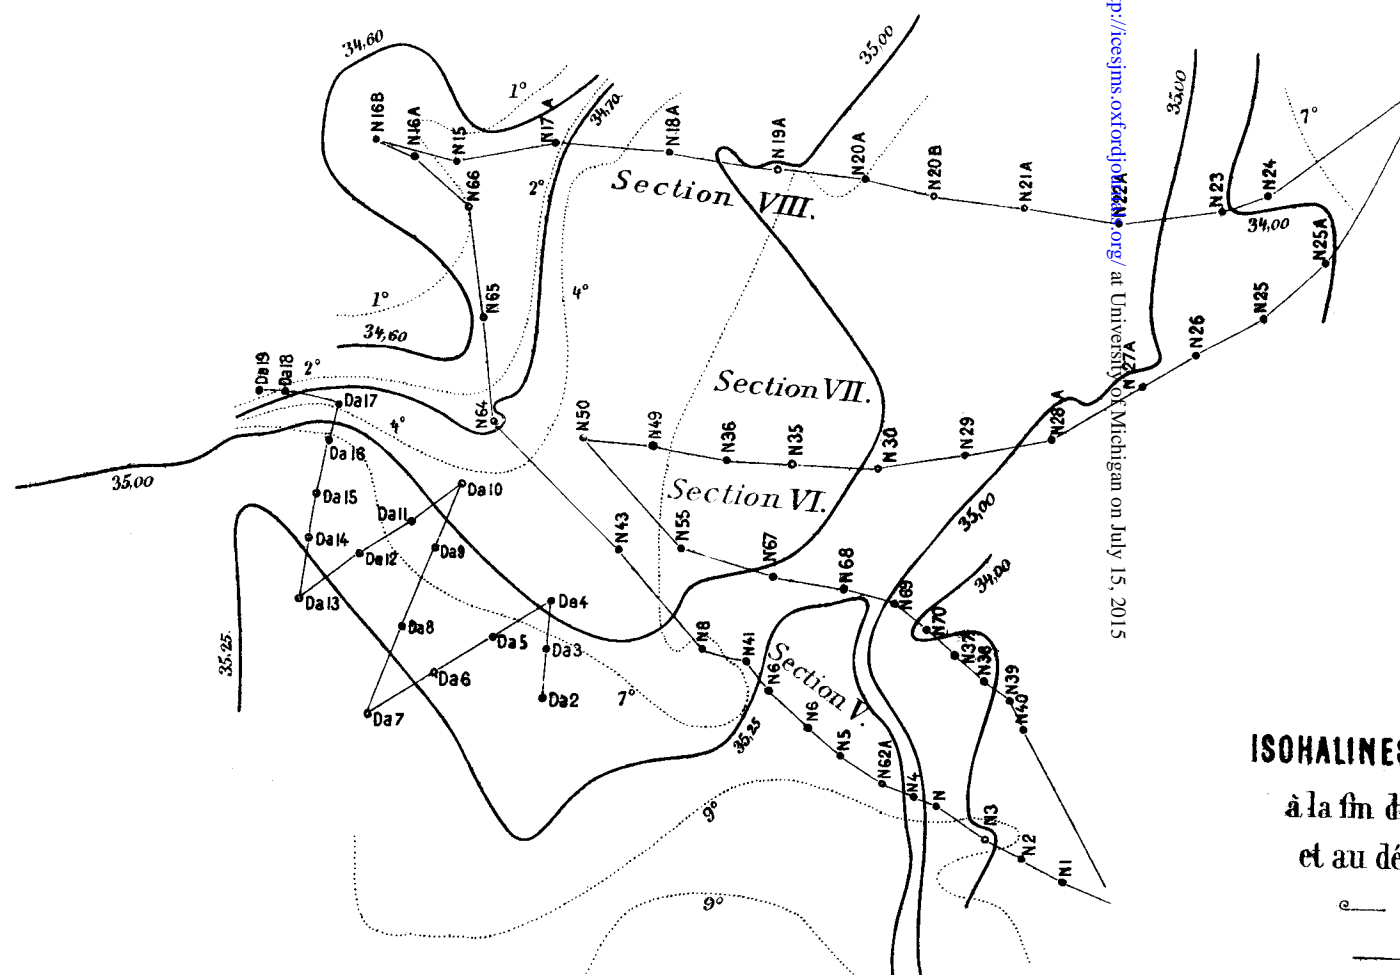 34,60
1°
34,70
35,00
35,00
7°
N16B
N16A
N15
N17A
N18A
N19A
N20A
N20B
N21A
N22A
N23
N24
N66
2°
Section VIII.
34,00
N25A
1°
N65
4°
N25
34,60
N26
N27A
Da19
Da18
2°
Da17
N64
4°
Section VII.
N50
N49
N36
N35
N30
N29
N28A
Da16
35,00
Da15
Da10
Section VI.
35,00
Da11
Da14
Da12
Da9
N43
N55
N67
N68
34,00
Da13
Da4
N69
N70
Da8
Da5
Da3
N8
N41
N37
N38
35.25
Da6
7°
Da2
N6
Section V.
N39
N40
Da7
N6
N5
35,25
N62A
N4
N
9°
N3
N2
N1
9°
ISOHALINES
à la fin d
et au dé
tp://icesjms.oxfordjournals.org/ at University of Michigan on July 15, 2015